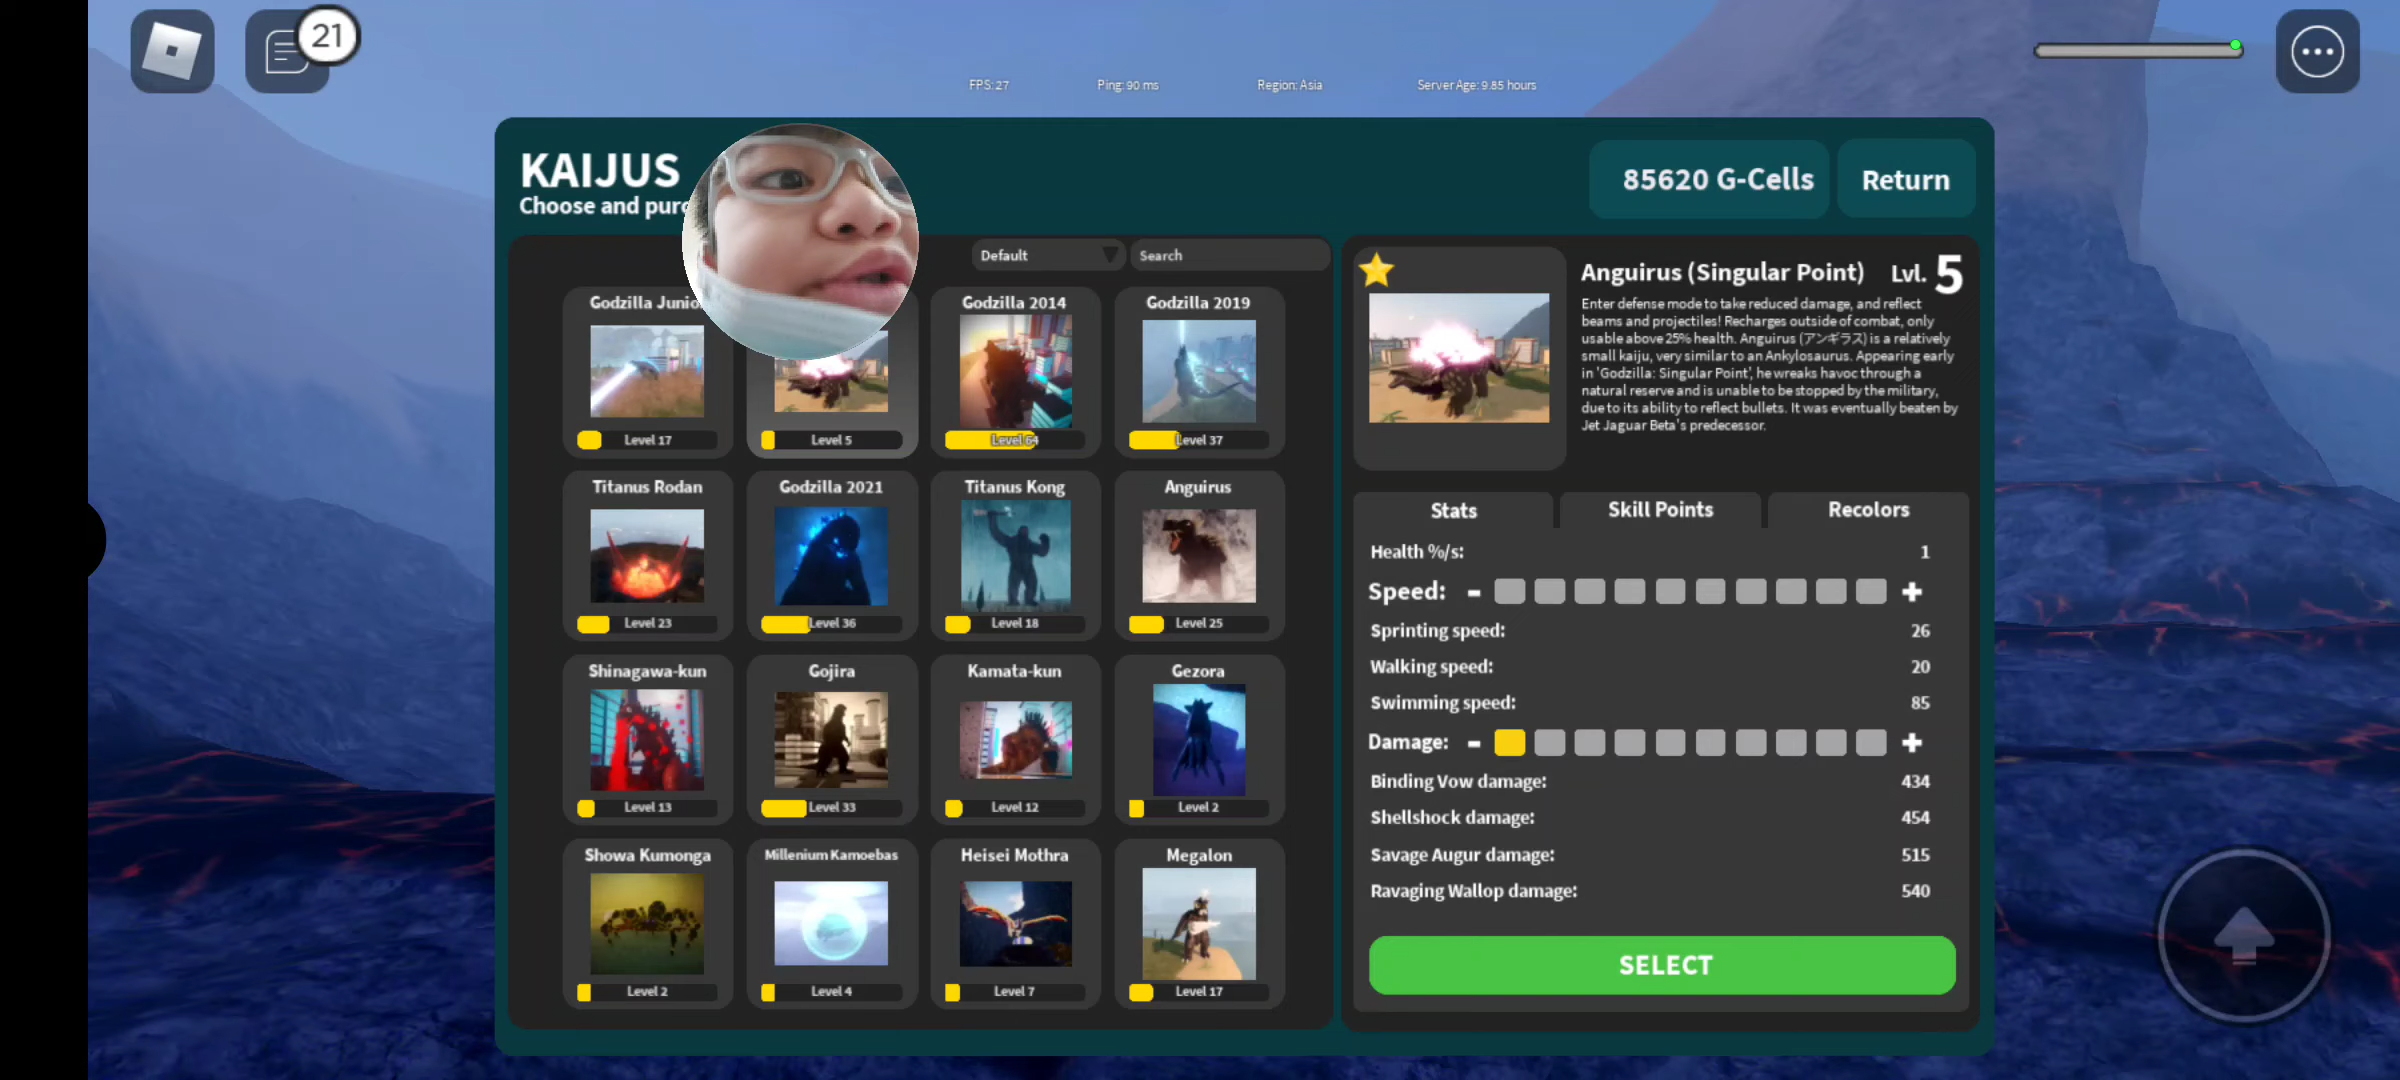 21
FPS: 27
Ping: 90 ms
Region: Asia
Server Age: 9.85 hours
KAIJUS
Choose and
85620 G-Cells
Return
Default
Search
Godzilla
Level 17
Level 5
Godzilla 2014
Level 64
Godzilla 2019
Level 37
Titanus Rodan
Level 23
Godzilla 2021
Level 36
Titanus Kong
Level 18
Anguirus
Level 25
Shinagawa-kun
Level 13
Gojira
Level 33
Kamata-kun
Level 12
Gezora
Level 2
Showa Kumonga
Level 2
Millenium Kamoebas
Level 4
Heisei Mothra
Level 7
Megalon
Level 17
Anguirus (Singular Point)
Lvl. 5
Enter defense mode to take reduced damage, and reflect
beams and projectiles! Recharges outside of combat, only
usable above 25% health. Anguirus (アンギラス) is a relatively
small kaiju, very similar to an Ankylosaurus. Appearing early
in 'Godzilla: Singular Point', he wreaks havoc through a
natural reserve and is unable to be stopped by the military,
due to its ability to reflect bullets. It was eventually beaten by
Jet Jaguar Beta's predecessor.
Stats
Skill Points
Recolors
Health %/s: 1
Speed: - +
Sprinting speed: 26
Walking speed: 20
Swimming speed: 85
Damage: - +
Binding Vow damage: 434
Shellshock damage: 454
Savage Augur damage: 515
Ravaging Wallop damage: 540
SELECT